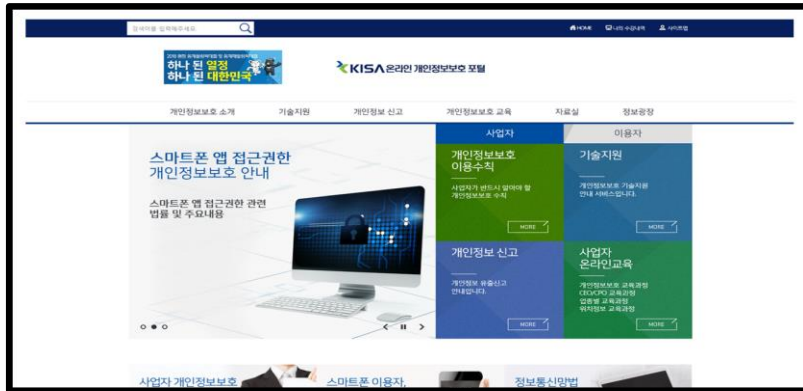 검색어를 입력해주세요
HOME 나의 수강내역 사이트맵
하나 된 열정
하나 된 대한민국
KISA 온라인 개인정보보호 포털
개인정보보호 소개 기술지원 개인정보 신고 개인정보보호 교육 자료실 정보광장
스마트폰 앱 접근권한
개인정보보호 안내
스마트폰 앱 접근권한 관련
법률 및 주요내용
사업자 이용자
개인정보보호
이용수칙
사업자가 반드시 알아야 할
개인정보보호 수칙
MORE
기술지원
개인정보보호 기술지원
안내 서비스입니다.
MORE
개인정보 신고
개인정보 유출신고
안내입니다.
MORE
사업자
온라인교육
개인정보보호 교육과정
CEO/CPO 교육과정
업종별 교육과정
위치정보 교육과정
MORE
사업자 개인정보보호
스마트폰 이용자,
정보통신망법